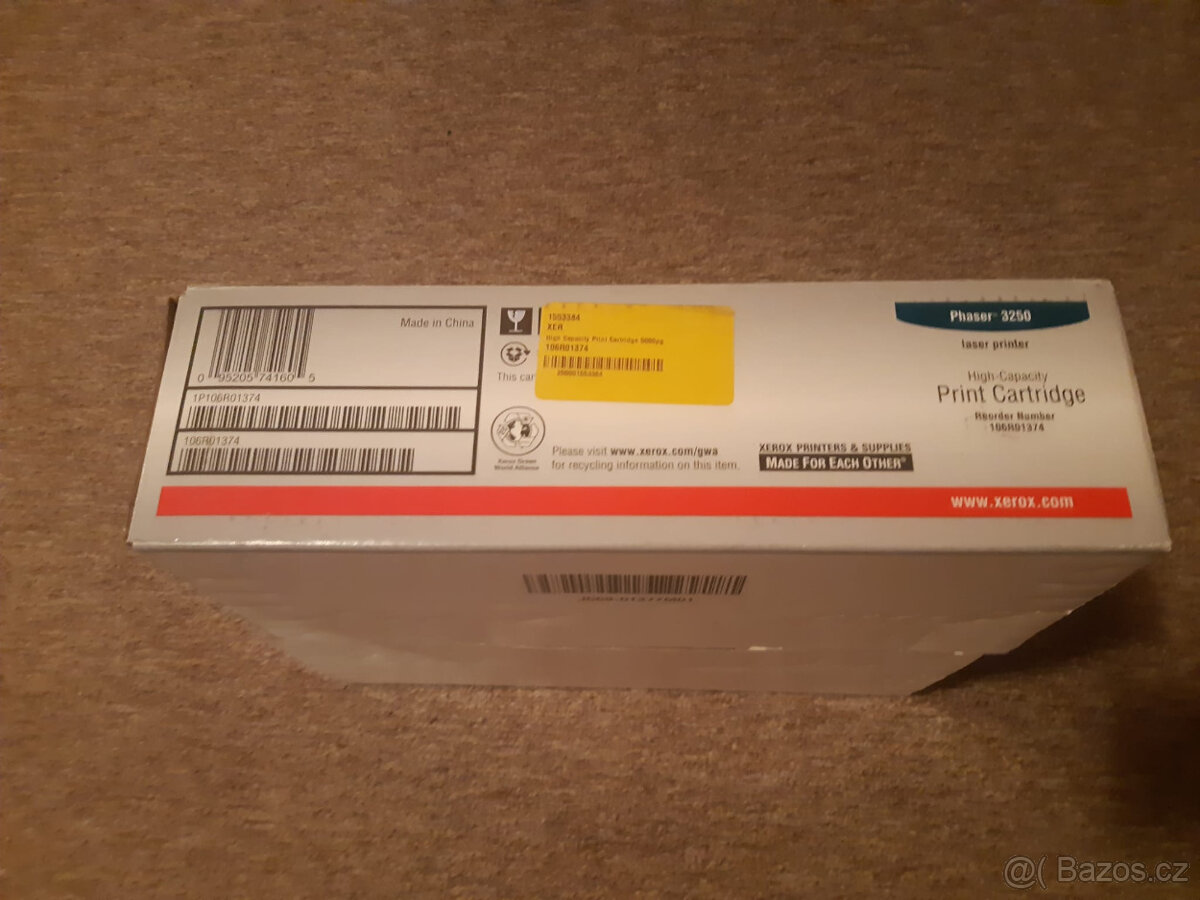 Made in China
0 95205 74160 5
1P106R01374
106R01374
This car
1553384
XER
High Capacity Print Cartridge 5000pg
106R01374
Xerox Green
World Alliance
Please visit www.xerox.com/gwa
for recycling information on this item.
XEROX PRINTERS & SUPPLIES
MADE FOR EACH OTHER®
Phaser™ 3250
laser printer
High-Capacity
Print Cartridge
Reorder Number
106R01374
www.xerox.com
@( Bazos.cz